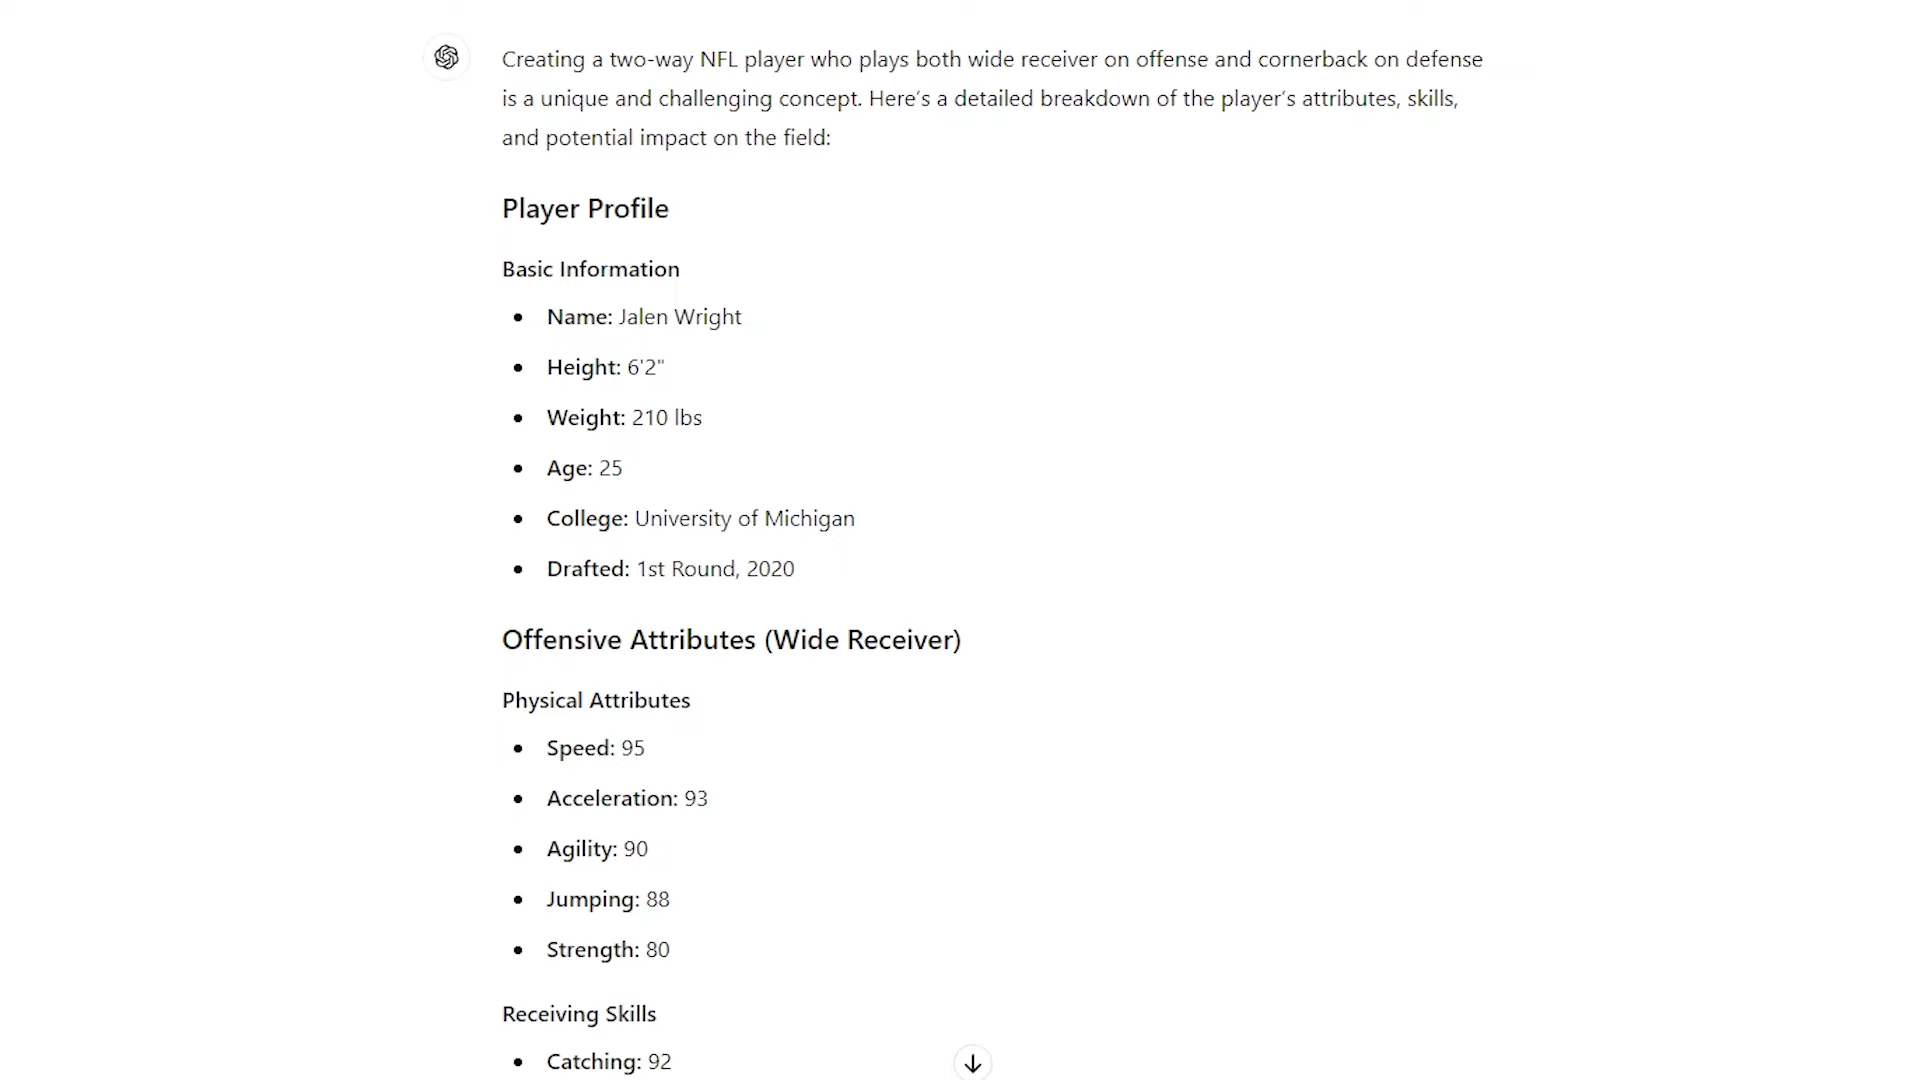 Creating a two-way NFL player who plays both wide receiver on offense and cornerback on defense
is a unique and challenging concept. Here's a detailed breakdown of the player's attributes, skills,
and potential impact on the field:
Player Profile
Basic Information
• Name: Jalen Wright
• Height: 6'2"
• Weight: 210 lbs
• Age: 25
• College: University of Michigan
• Drafted: 1st Round, 2020
Offensive Attributes (Wide Receiver)
Physical Attributes
• Speed: 95
• Acceleration: 93
• Agility: 90
• Jumping: 88
• Strength: 80
Receiving Skills
• Catching: 92